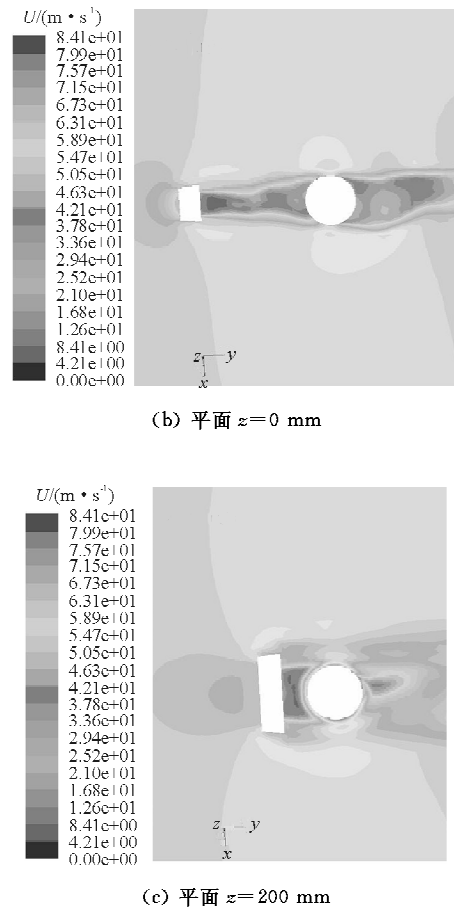 U/(m·s⁻¹)
8.41e+01
7.99e+01
7.57e+01
7.15e+01
6.73e+01
6.31e+01
5.89e+01
5.47e+01
5.05e+01
4.63e+01
4.21e+01
3.78e+01
3.36e+01
2.94e+01
2.52e+01
2.10e+01
1.68e+01
1.26e+01
8.41e+00
4.21e+00
0.00e+00
z y
x
(b) 平面 z=0 mm
U/(m·s⁻¹)
8.41e+01
7.99e+01
7.57e+01
7.15e+01
6.73e+01
6.31e+01
5.89e+01
5.47e+01
5.05e+01
4.63e+01
4.21e+01
3.78e+01
3.36e+01
2.94e+01
2.52e+01
2.10e+01
1.68e+01
1.26e+01
8.41e+00
4.21e+00
0.00e+00
z y
x
(c) 平面 z=200 mm